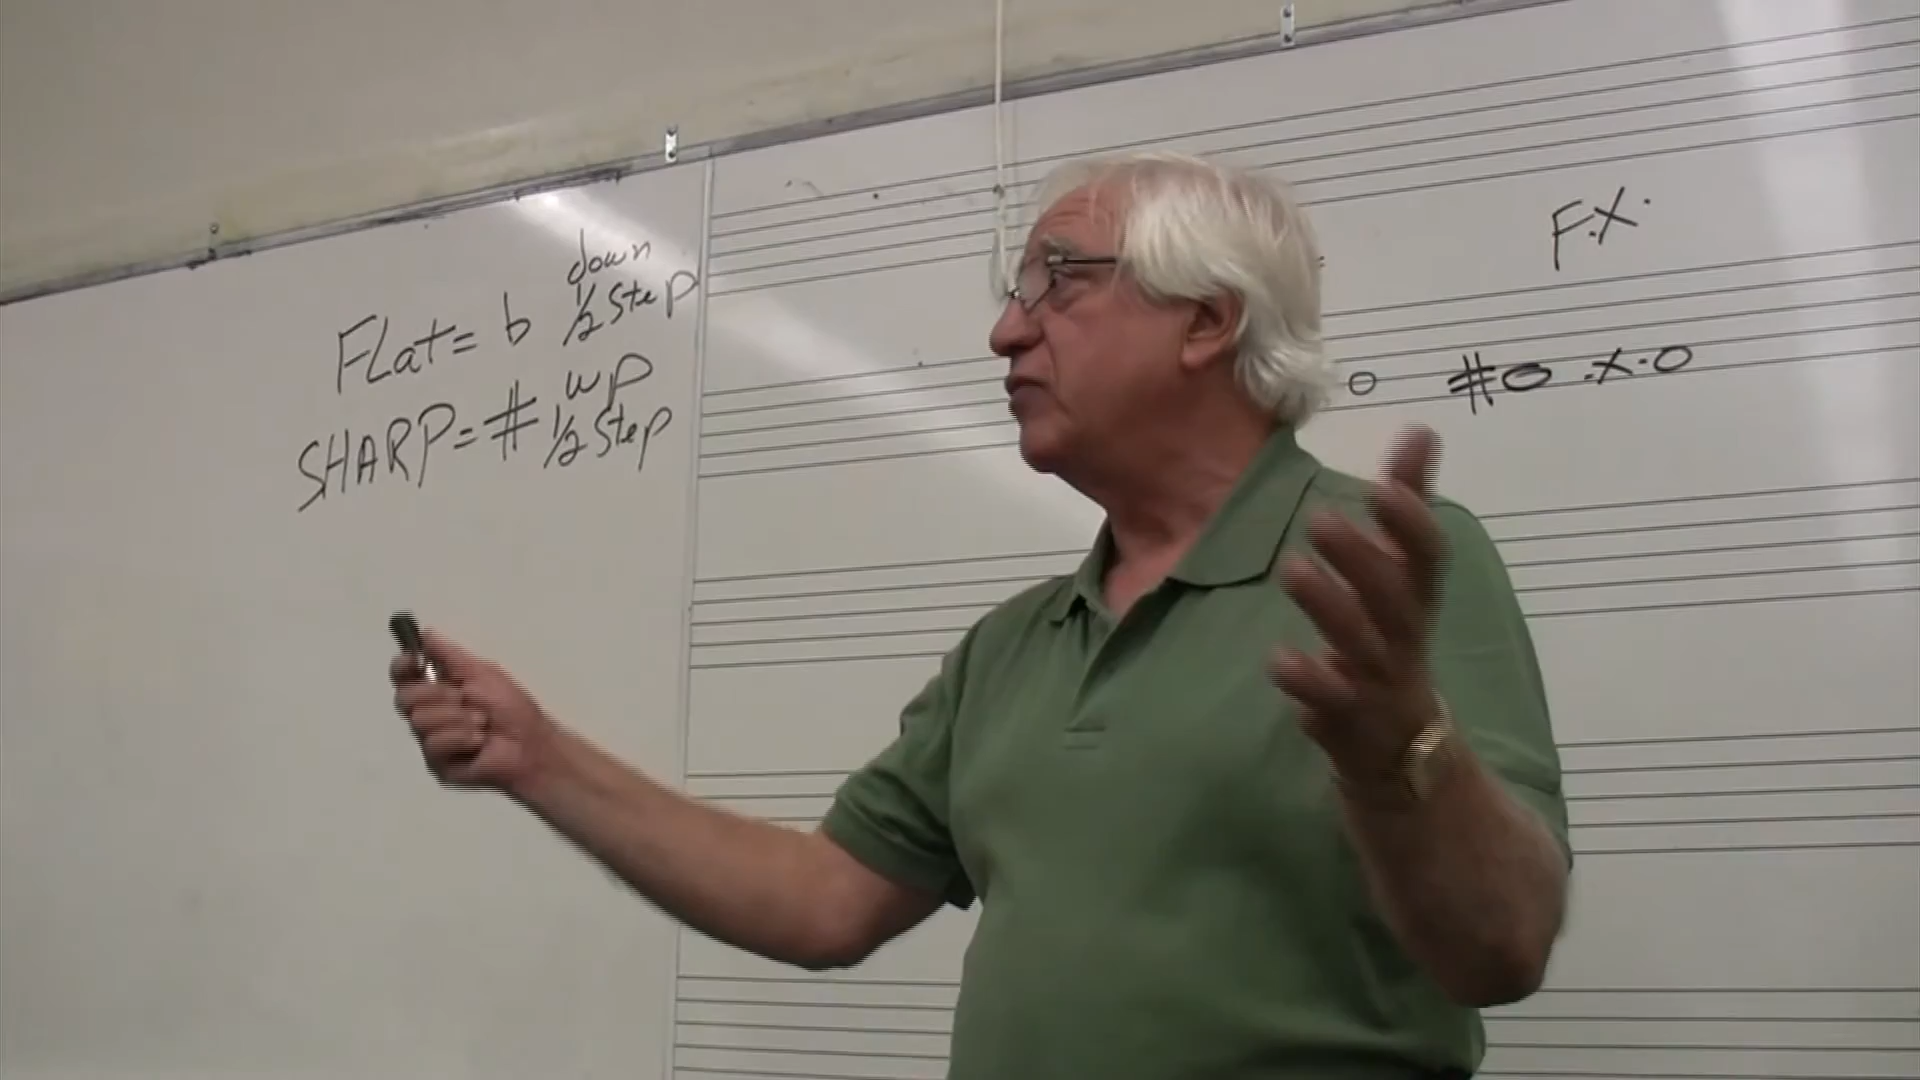 down
FLat = b 1/2 Step
up
SHARP = # 1/2 Step
F.X.
o #o .x.o